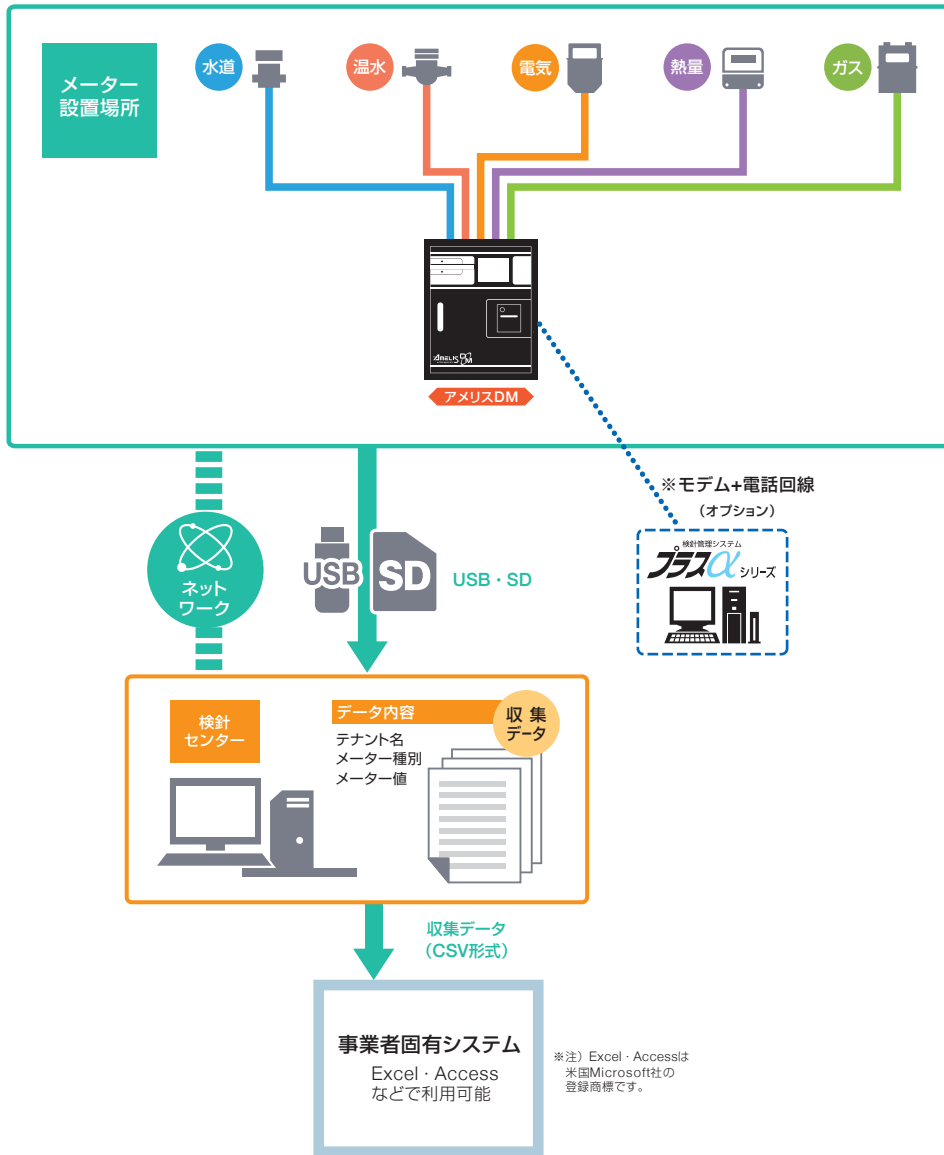 メーター
設置場所
水道
温水
電気
熱量
ガス
AMELIS DM
アメリスDM
※モデム+電話回線
(オプション)
検針管理システム
プラスαシリーズ
ネット
ワーク
USB
SD
USB・SD
検針
センター
データ内容
収集
データ
テナント名
メーター種別
メーター値
収集データ
(CSV形式)
事業者固有システム
Excel・Access
などで利用可能
※注)Excel・Accessは
米国Microsoft社の
登録商標です。